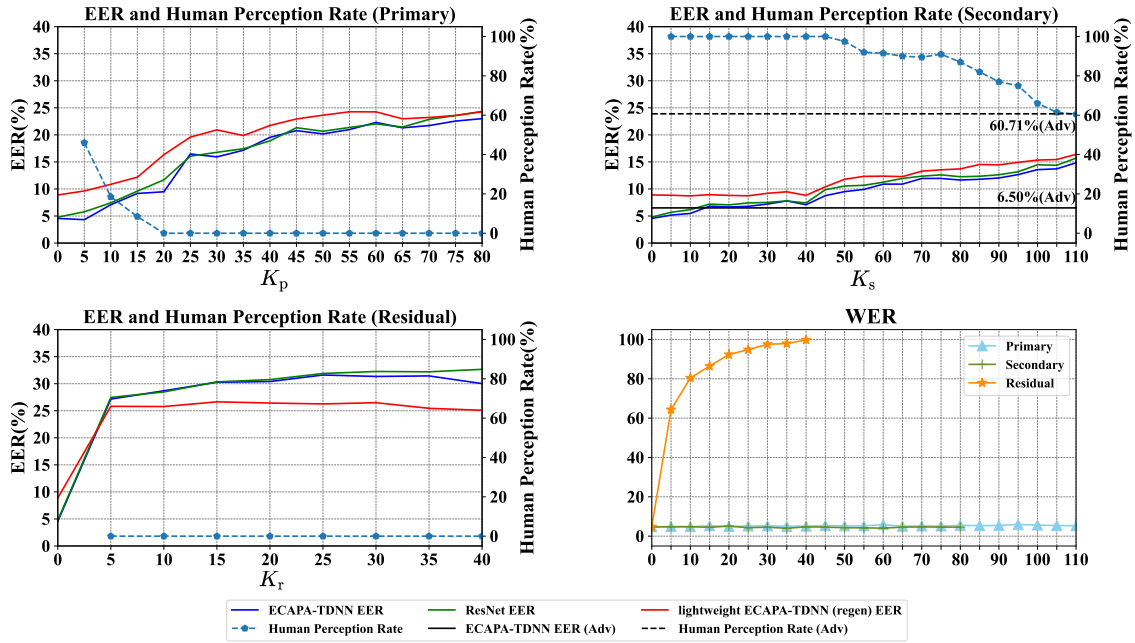 EER and Human Perception Rate (Primary)
40
35
30
25
20
15
10
5
0
EER(%)
100
80
60
40
20
0
Human Perception Rate(%)
0 5 10 15 20 25 30 35 40 45 50 55 60 65 70 75 80
Kp
EER and Human Perception Rate (Secondary)
40
35
30
25
20
15
10
5
0
EER(%)
100
80
60
40
20
0
Human Perception Rate(%)
60.71%(Adv)
6.50%(Adv)
0 10 20 30 40 50 60 70 80 90 100 110
Ks
EER and Human Perception Rate (Residual)
40
35
30
25
20
15
10
5
0
EER(%)
100
80
60
40
20
0
Human Perception Rate(%)
0 5 10 15 20 25 30 35 40
Kr
WER
100
80
60
40
20
0
Primary
Secondary
Residual
0 10 20 30 40 50 60 70 80 90 100 110
ECAPA-TDNN EER ResNet EER lightweight ECAPA-TDNN (regen) EER
Human Perception Rate ECAPA-TDNN EER (Adv) Human Perception Rate (Adv)